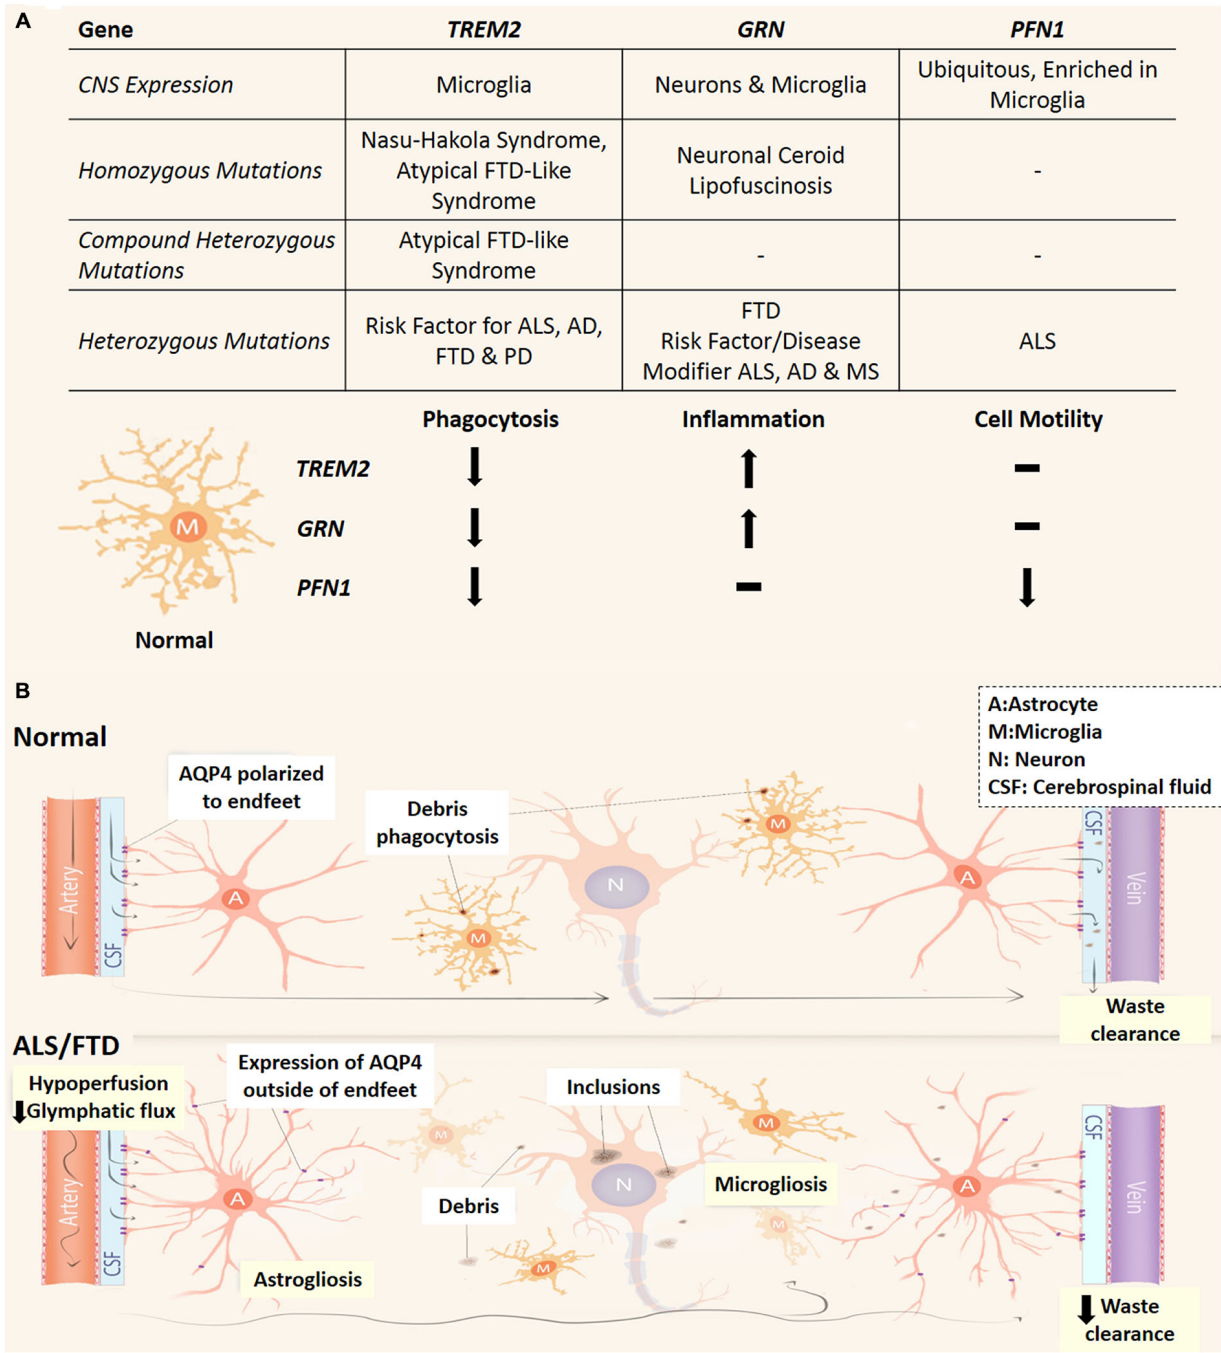 A
Gene TREM2 GRN PFN1
CNS Expression Microglia Neurons & Microglia Ubiquitous, Enriched in
Microglia
Homozygous Mutations Nasu-Hakola Syndrome,
Atypical FTD-Like
Syndrome
Neuronal Ceroid
Lipofuscinosis
-
Compound Heterozygous
Mutations
Atypical FTD-like
Syndrome
-
-
Heterozygous Mutations
Risk Factor for ALS, AD,
FTD & PD
FTD
Risk Factor/Disease
Modifier ALS, AD & MS
ALS
Phagocytosis Inflammation Cell Motility
TREM2
GRN
PFN1
M
Normal
B
Normal
A:Astrocyte
M:Microglia
N: Neuron
CSF: Cerebrospinal fluid
AQP4 polarized
to endfeet
Debris
phagocytosis
Artery
CSF
A
M
N
M
A
CSF
Vein
Waste
clearance
ALS/FTD
Hypoperfusion
Glymphatic flux
Expression of AQP4
outside of endfeet
Inclusions
Debris
Microgliosis
Astrogliosis
Artery
CSF
A
M
M
N
M
M
A
CSF
Vein
Waste
clearance